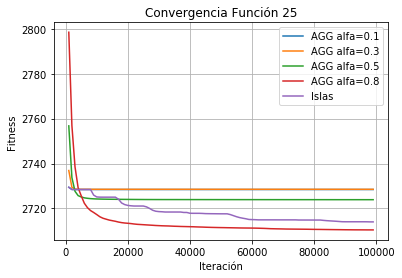 Convergencia Función 25
2800
2780
2760
2740
2720
Fitness
AGG alfa=0.1
AGG alfa=0.3
AGG alfa=0.5
AGG alfa=0.8
Islas
0
20000
40000
60000
80000
100000
Iteración